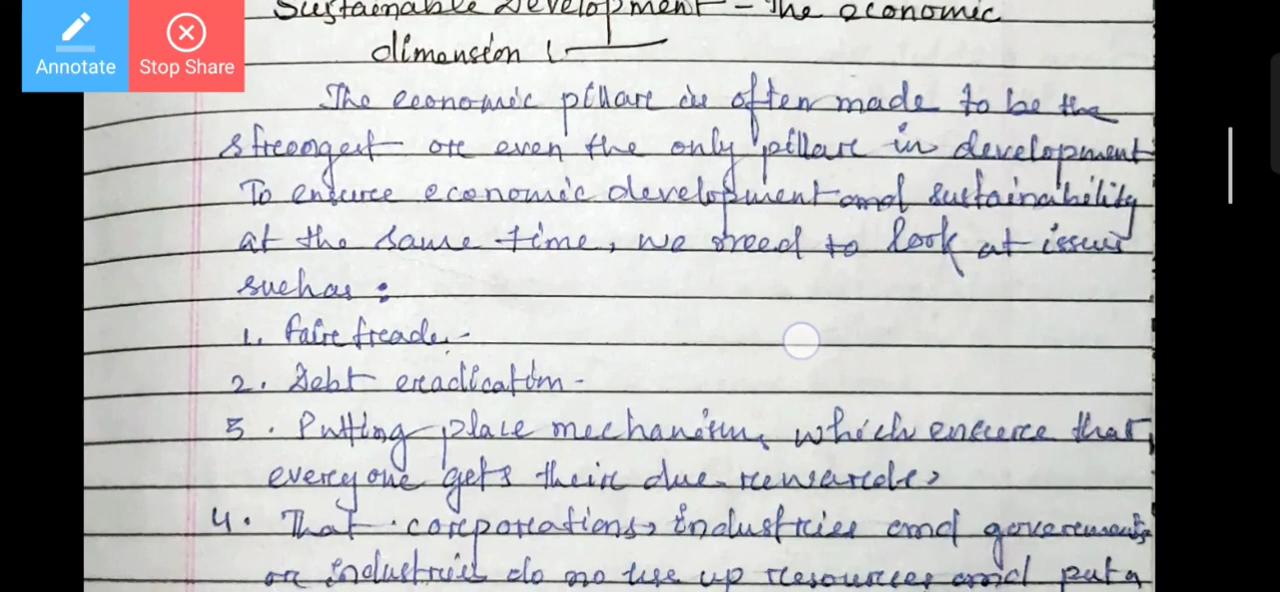 Annotate
Stop Share
Sustainable Development - The economic
dimension :-
The economic pillar is often made to be the
strongest or even the only pillar in development
To ensure economic development and sustainability
at the same time, we need to look at issues
such as :
1. Fair trade. -
2. Debt eradication -
3. Putting place mechanism, which ensure that,
everyone gets their due rewards,
4. That corporations, industries and governments
or industries do no use up resources and put a